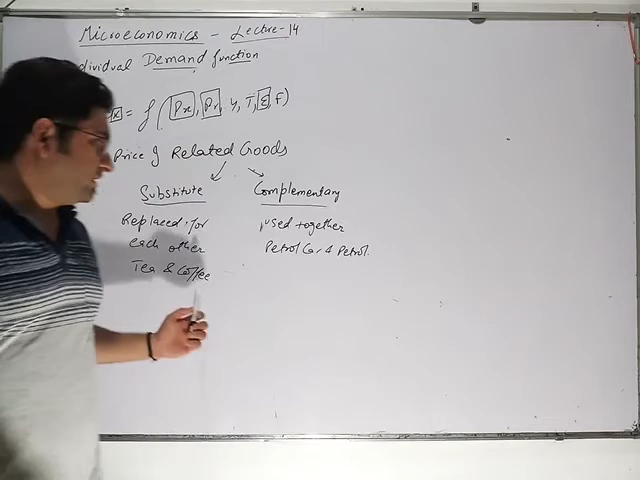 Microeconomics - Lecture-14
dividual Demand function
x = f (Px, Pr, Y, T, E, F)
Price of Related Goods
Substitute Complementary
Replaced for used together
each other Petrol Car & Petrol.
Tea & Coffee